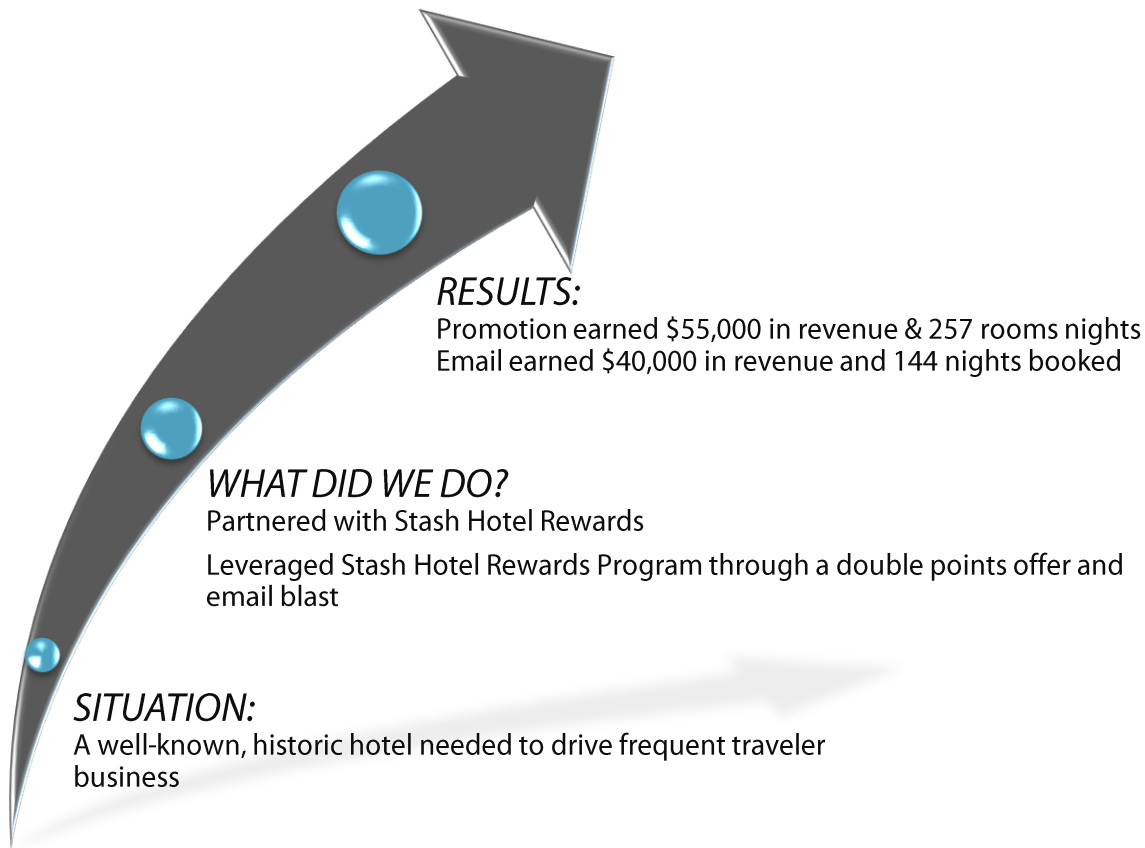 RESULTS:
Promotion earned $55,000 in revenue & 257 rooms nights
Email earned $40,000 in revenue and 144 nights booked
WHAT DID WE DO?
Partnered with Stash Hotel Rewards
Leveraged Stash Hotel Rewards Program through a double points offer and
email blast
SITUATION:
A well-known, historic hotel needed to drive frequent traveler
business